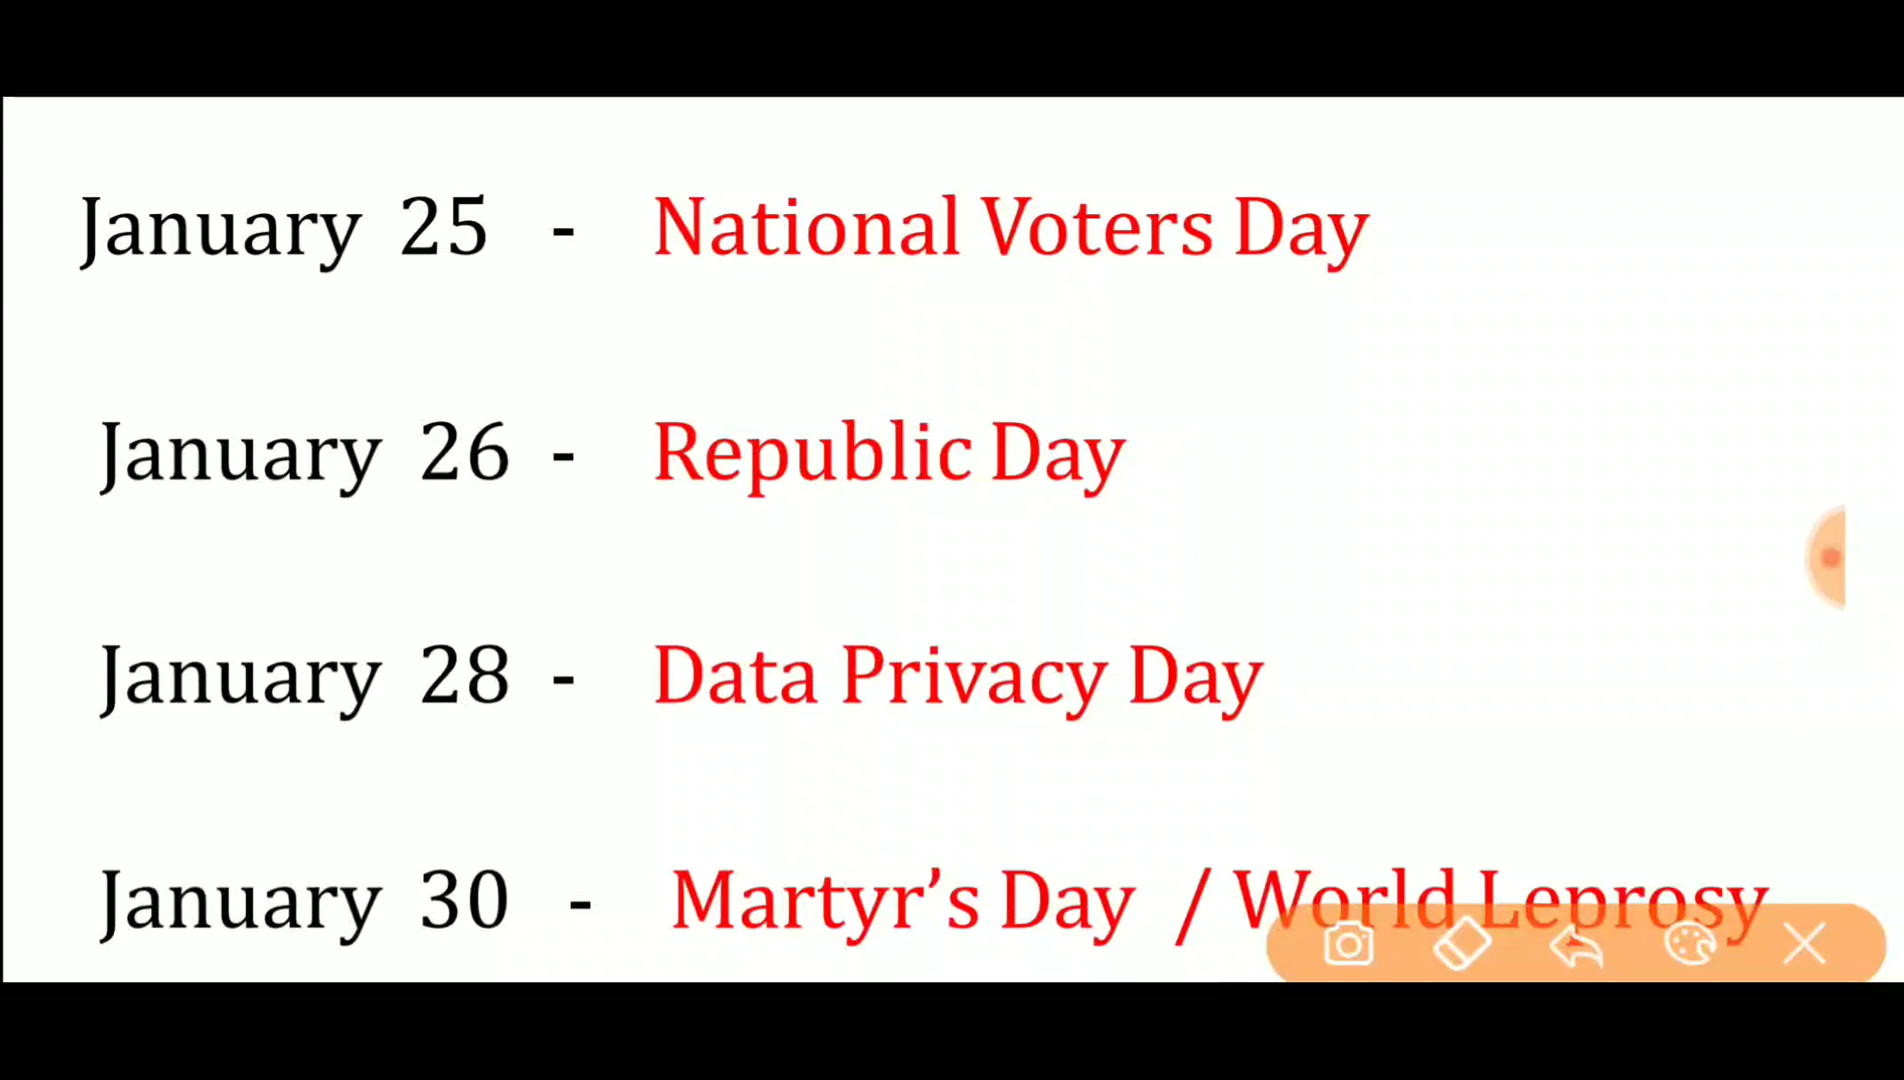 January 25 - National Voters Day
January 26 - Republic Day
January 28 - Data Privacy Day
January 30 - Martyr’s Day / World Leprosy